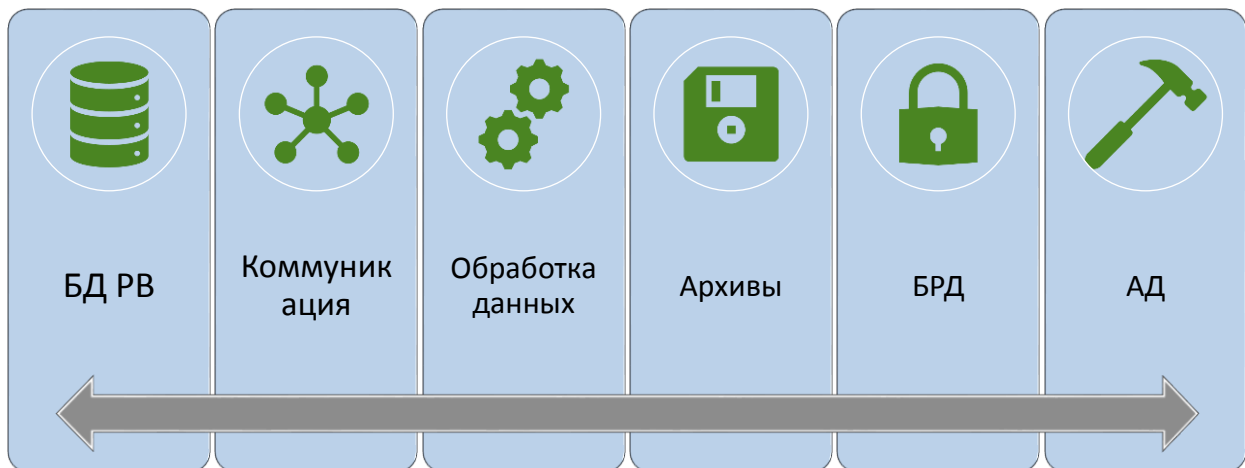 БД РВ
Коммуник
ация
Обработка
данных
Архивы
БРД
АД